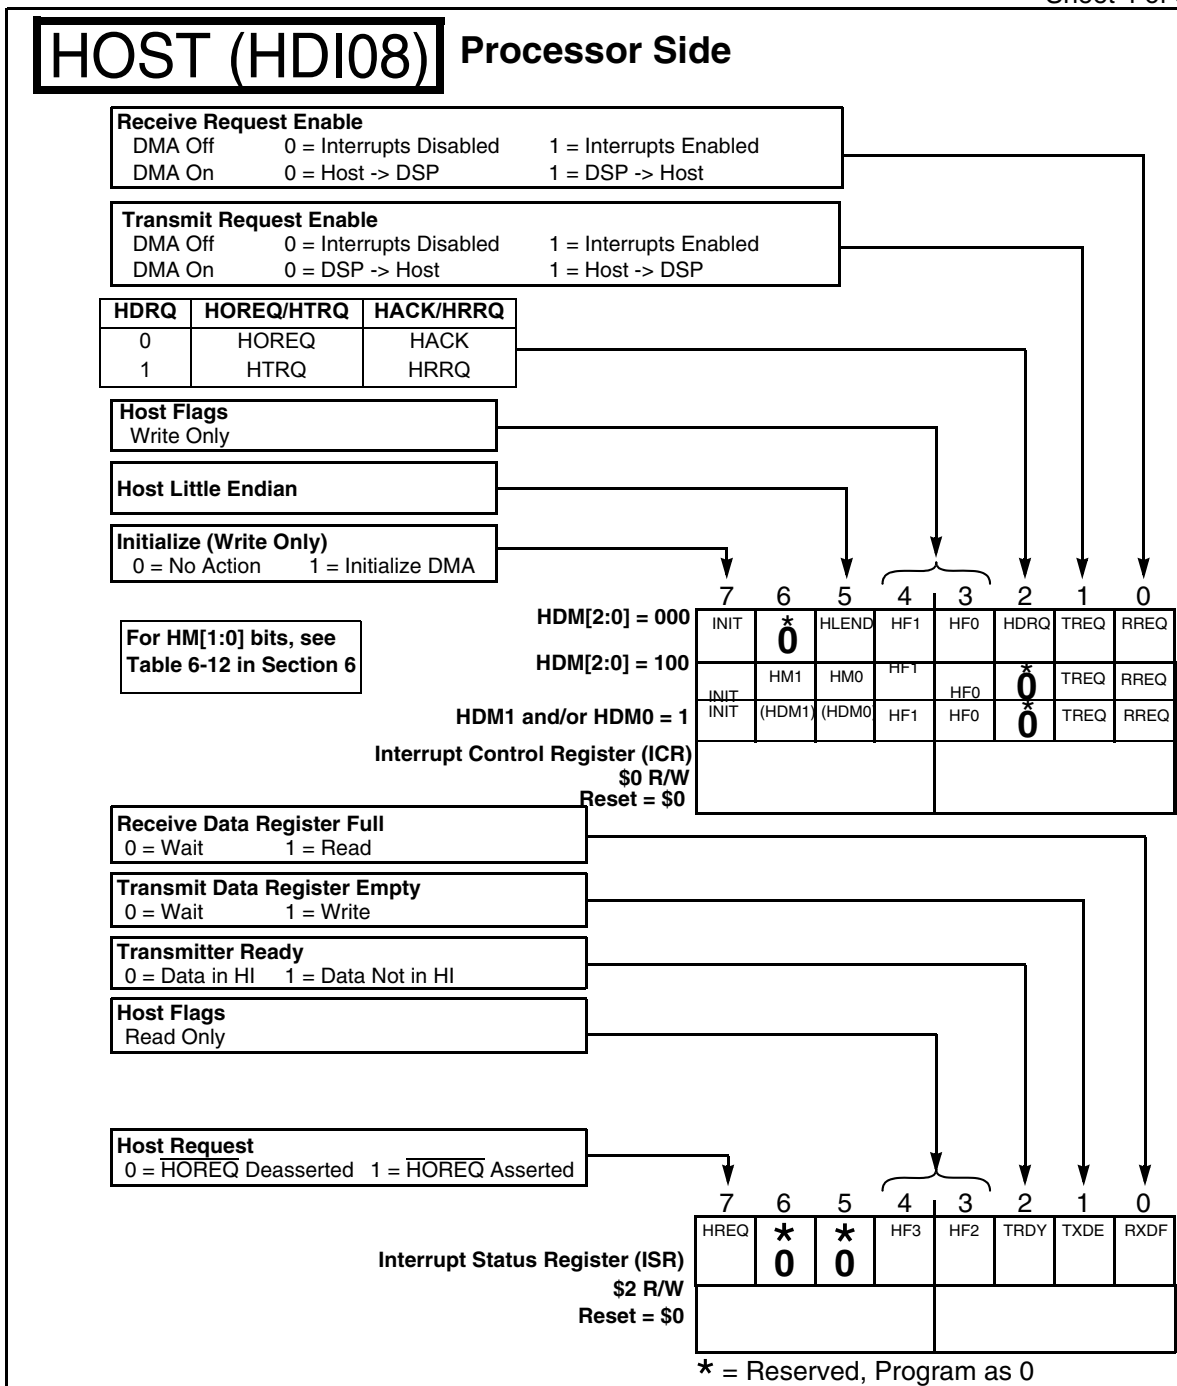 HOST (HDI08) Processor Side
Receive Request Enable
DMA Off 0 = Interrupts Disabled 1 = Interrupts Enabled
DMA On 0 = Host -> DSP 1 = DSP -> Host
Transmit Request Enable
DMA Off 0 = Interrupts Disabled 1 = Interrupts Enabled
DMA On 0 = DSP -> Host 1 = Host -> DSP
HDRQ HOREQ/HTRQ HACK/HRRQ
0 HOREQ HACK
1 HTRQ HRRQ
Host Flags
Write Only
Host Little Endian
Initialize (Write Only)
0 = No Action 1 = Initialize DMA
7 6 5 4 3 2 1 0
For HM[1:0] bits, see
Table 6-12 in Section 6
HDM[2:0] = 000 INIT * 0 HLEND HF1 HF0 HDRQ TREQ RREQ
HDM[2:0] = 100 INIT HM1 HM0 HF1 HF0 * 0 TREQ RREQ
HDM1 and/or HDM0 = 1 INIT (HDM1) (HDM0) HF1 HF0 * 0 TREQ RREQ
Interrupt Control Register (ICR)
$0 R/W
Reset = $0
Receive Data Register Full
0 = Wait 1 = Read
Transmit Data Register Empty
0 = Wait 1 = Write
Transmitter Ready
0 = Data in HI 1 = Data Not in HI
Host Flags
Read Only
Host Request
0 = HOREQ Deasserted 1 = HOREQ Asserted
7 6 5 4 3 2 1 0
HREQ * 0 * 0 HF3 HF2 TRDY TXDE RXDF
Interrupt Status Register (ISR)
$2 R/W
Reset = $0
* = Reserved, Program as 0